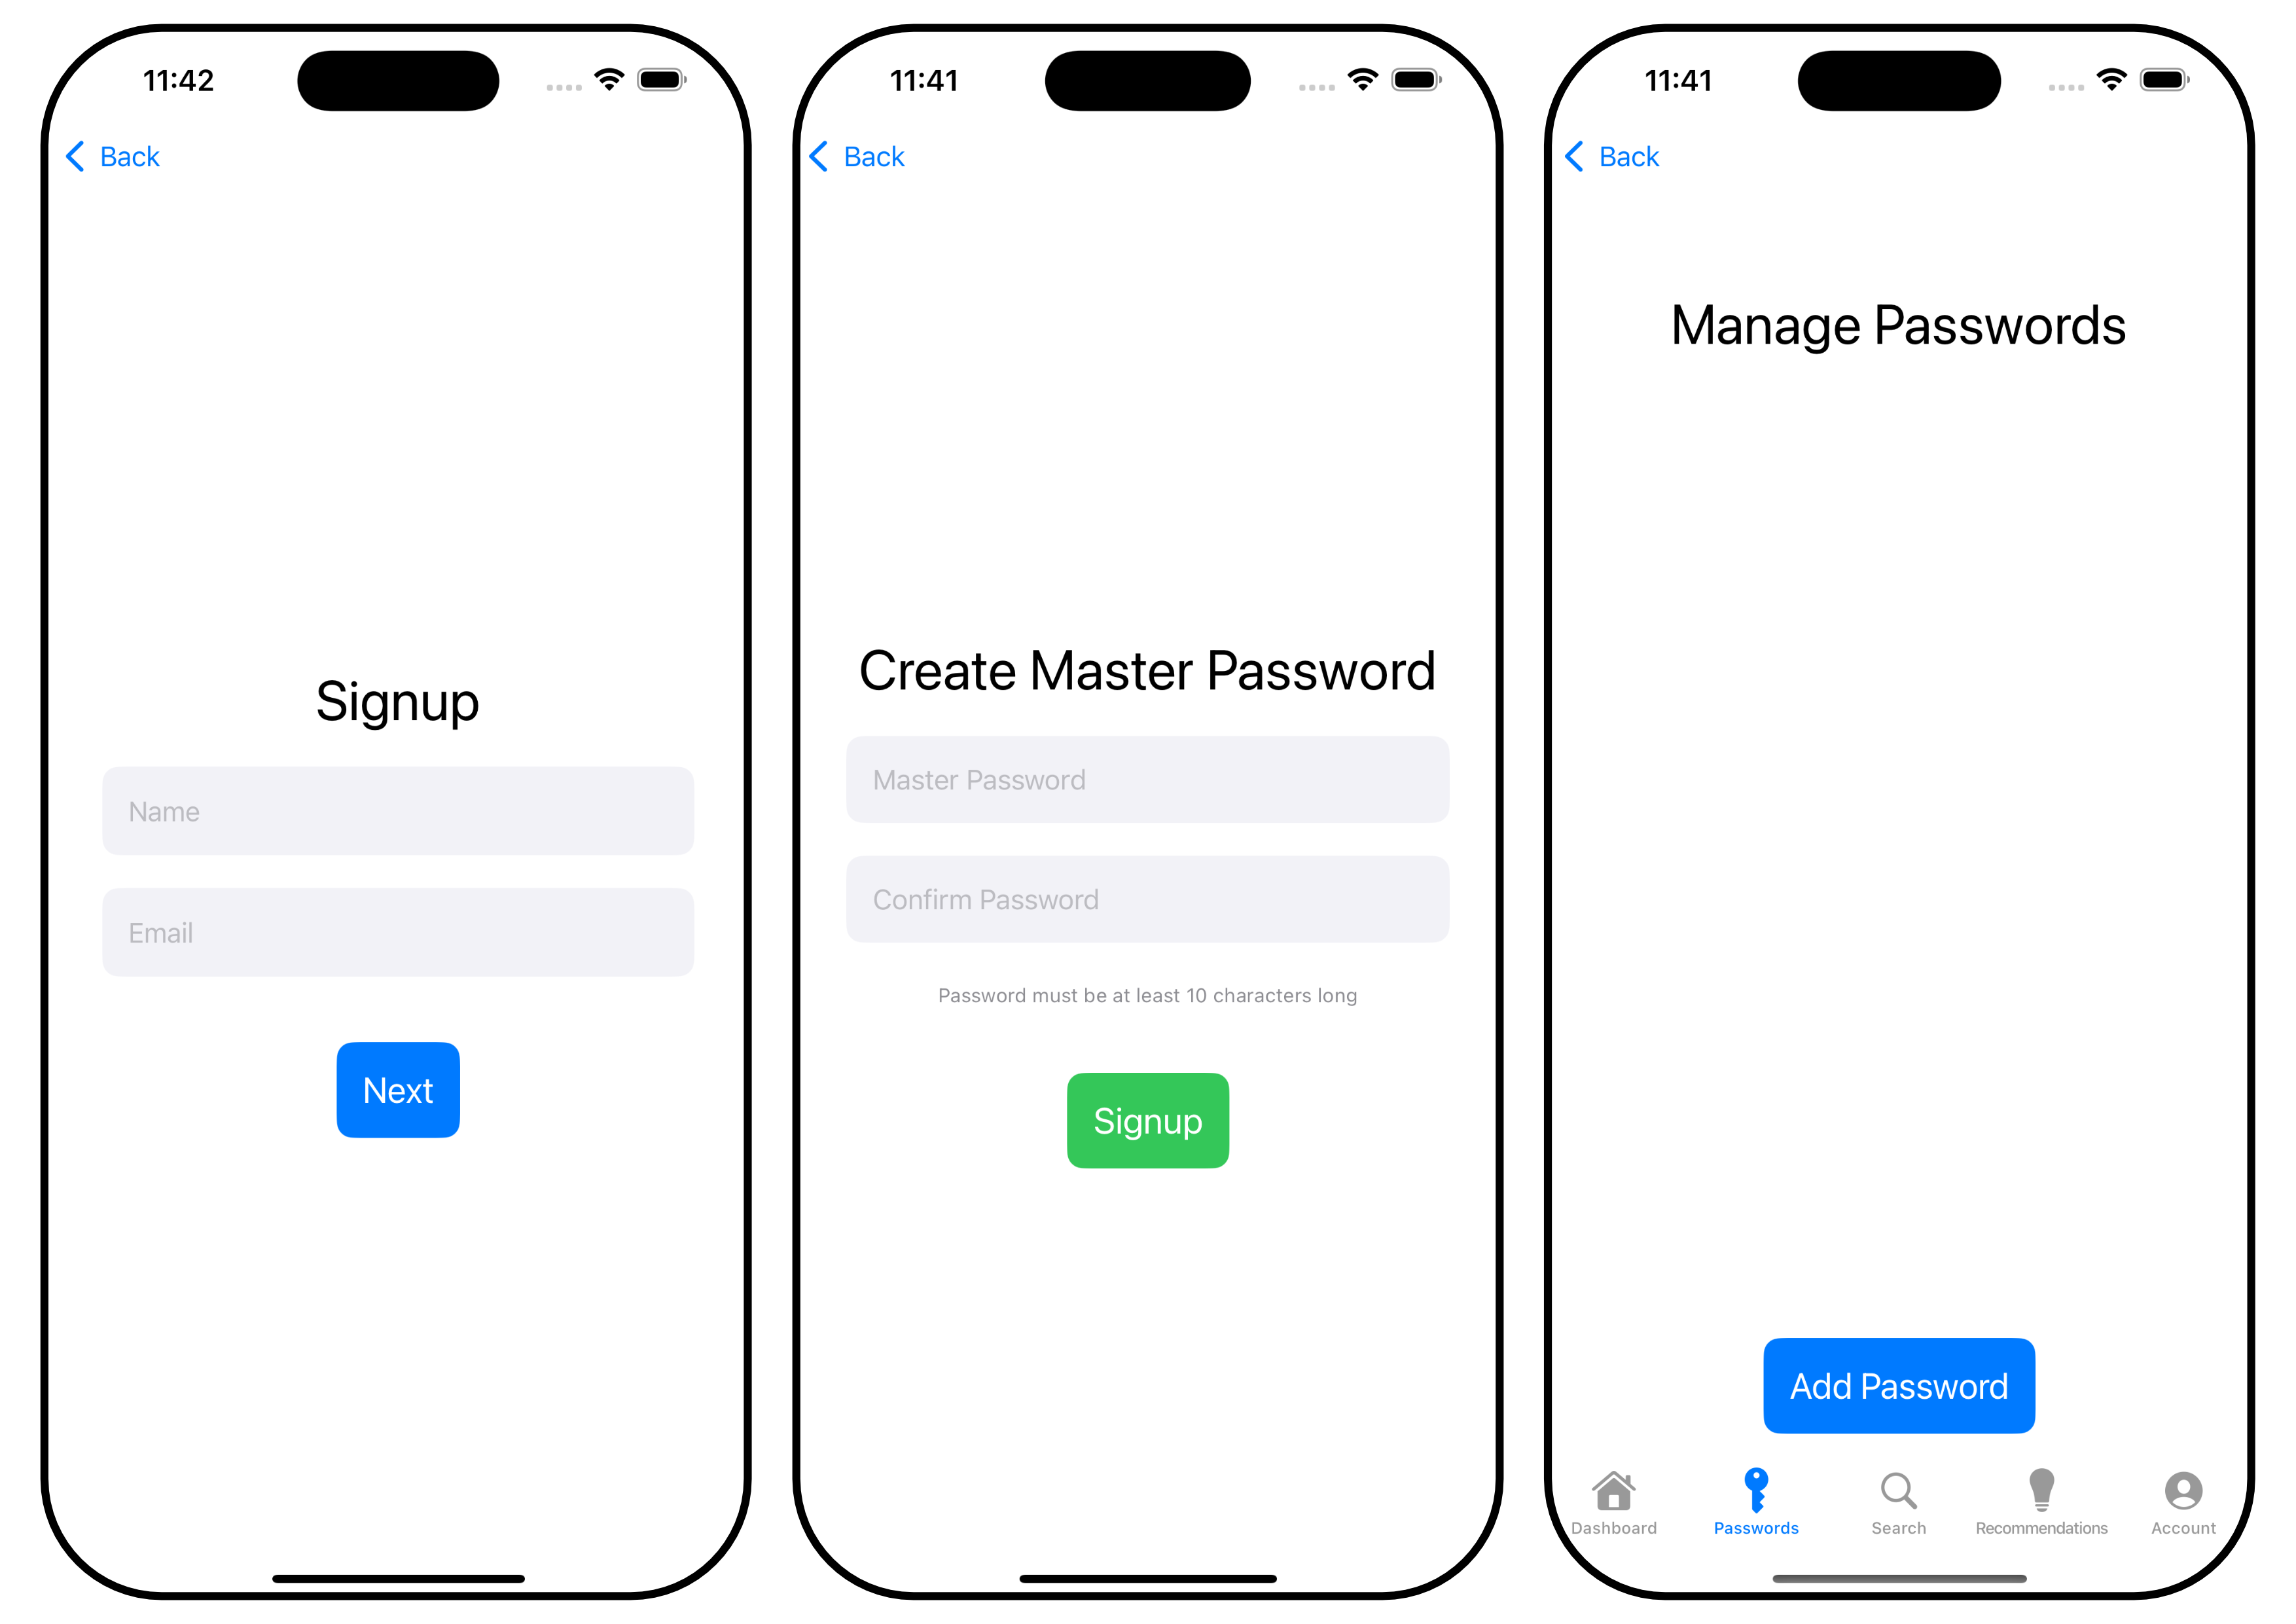 11:42
Back
Signup
Name
Email
Next
11:41
Back
Create Master Password
Master Password
Confirm Password
Password must be at least 10 characters long
Signup
11:41
Back
Manage Passwords
Add Password
Dashboard
Passwords
Search
Recommendations
Account